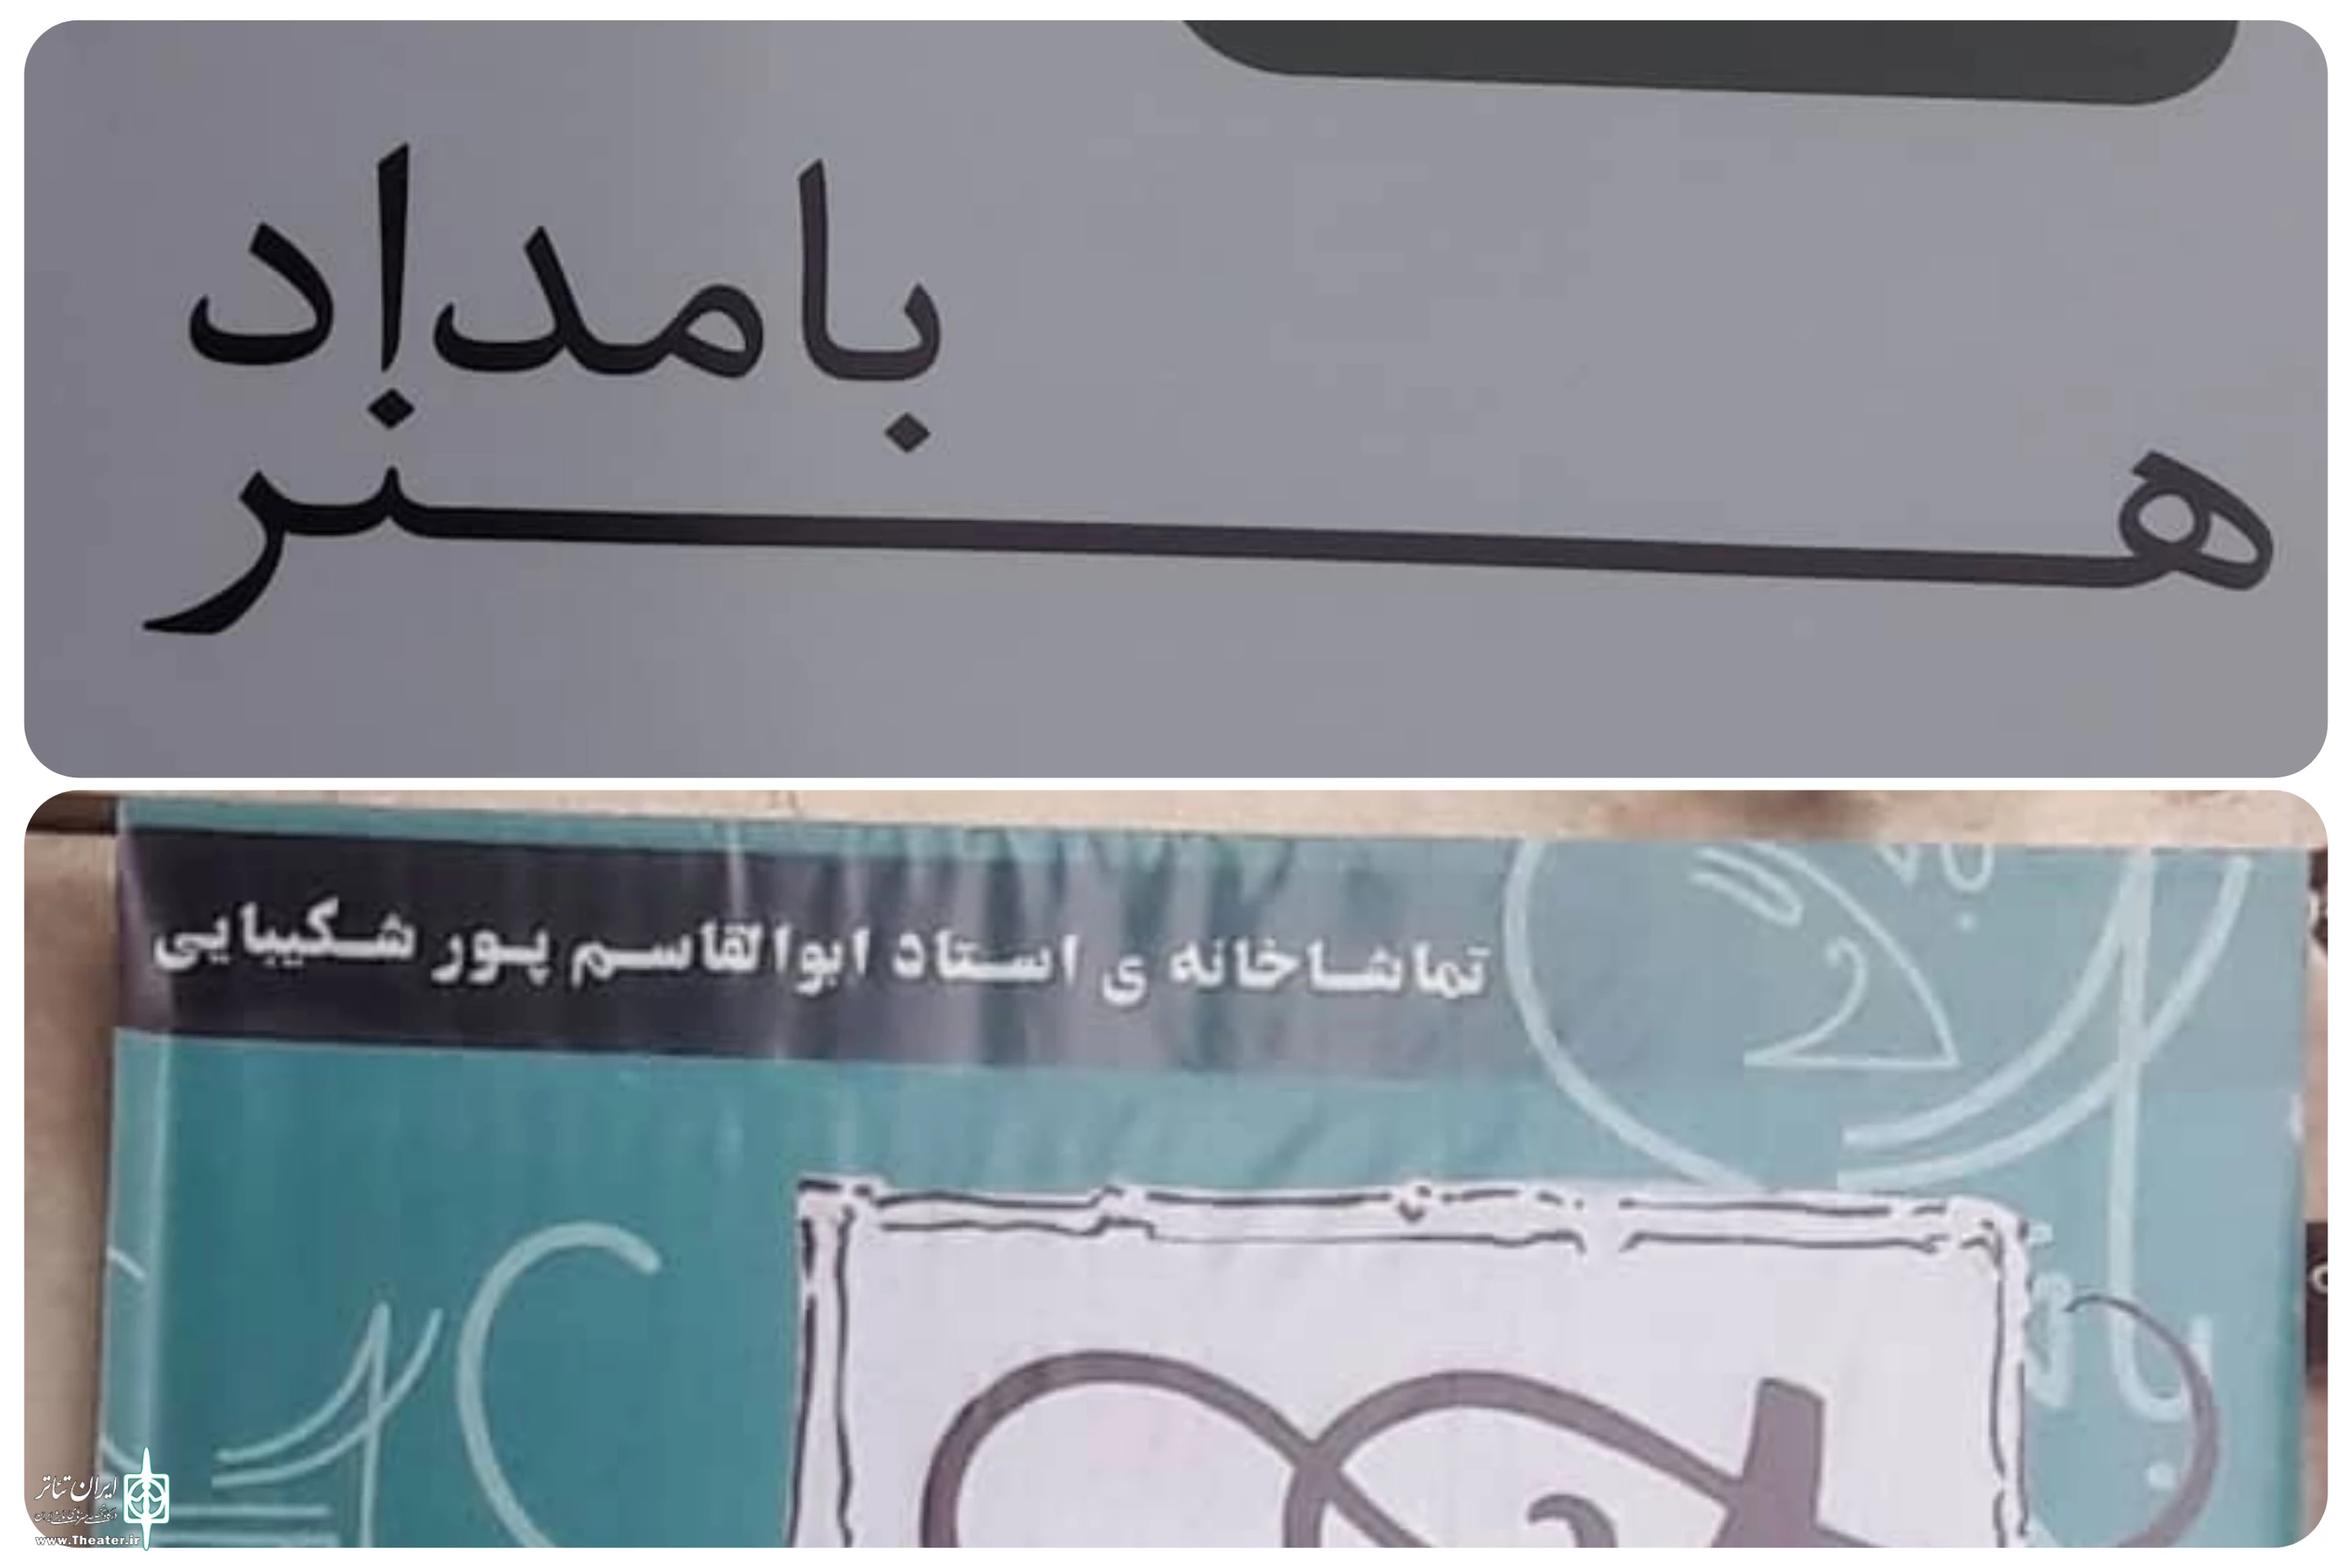 بامداد
هنر
تماشاخانه ی استاد ابوالقاسم پور شکیبایی
ایران تئاتر
www.Theater.ir